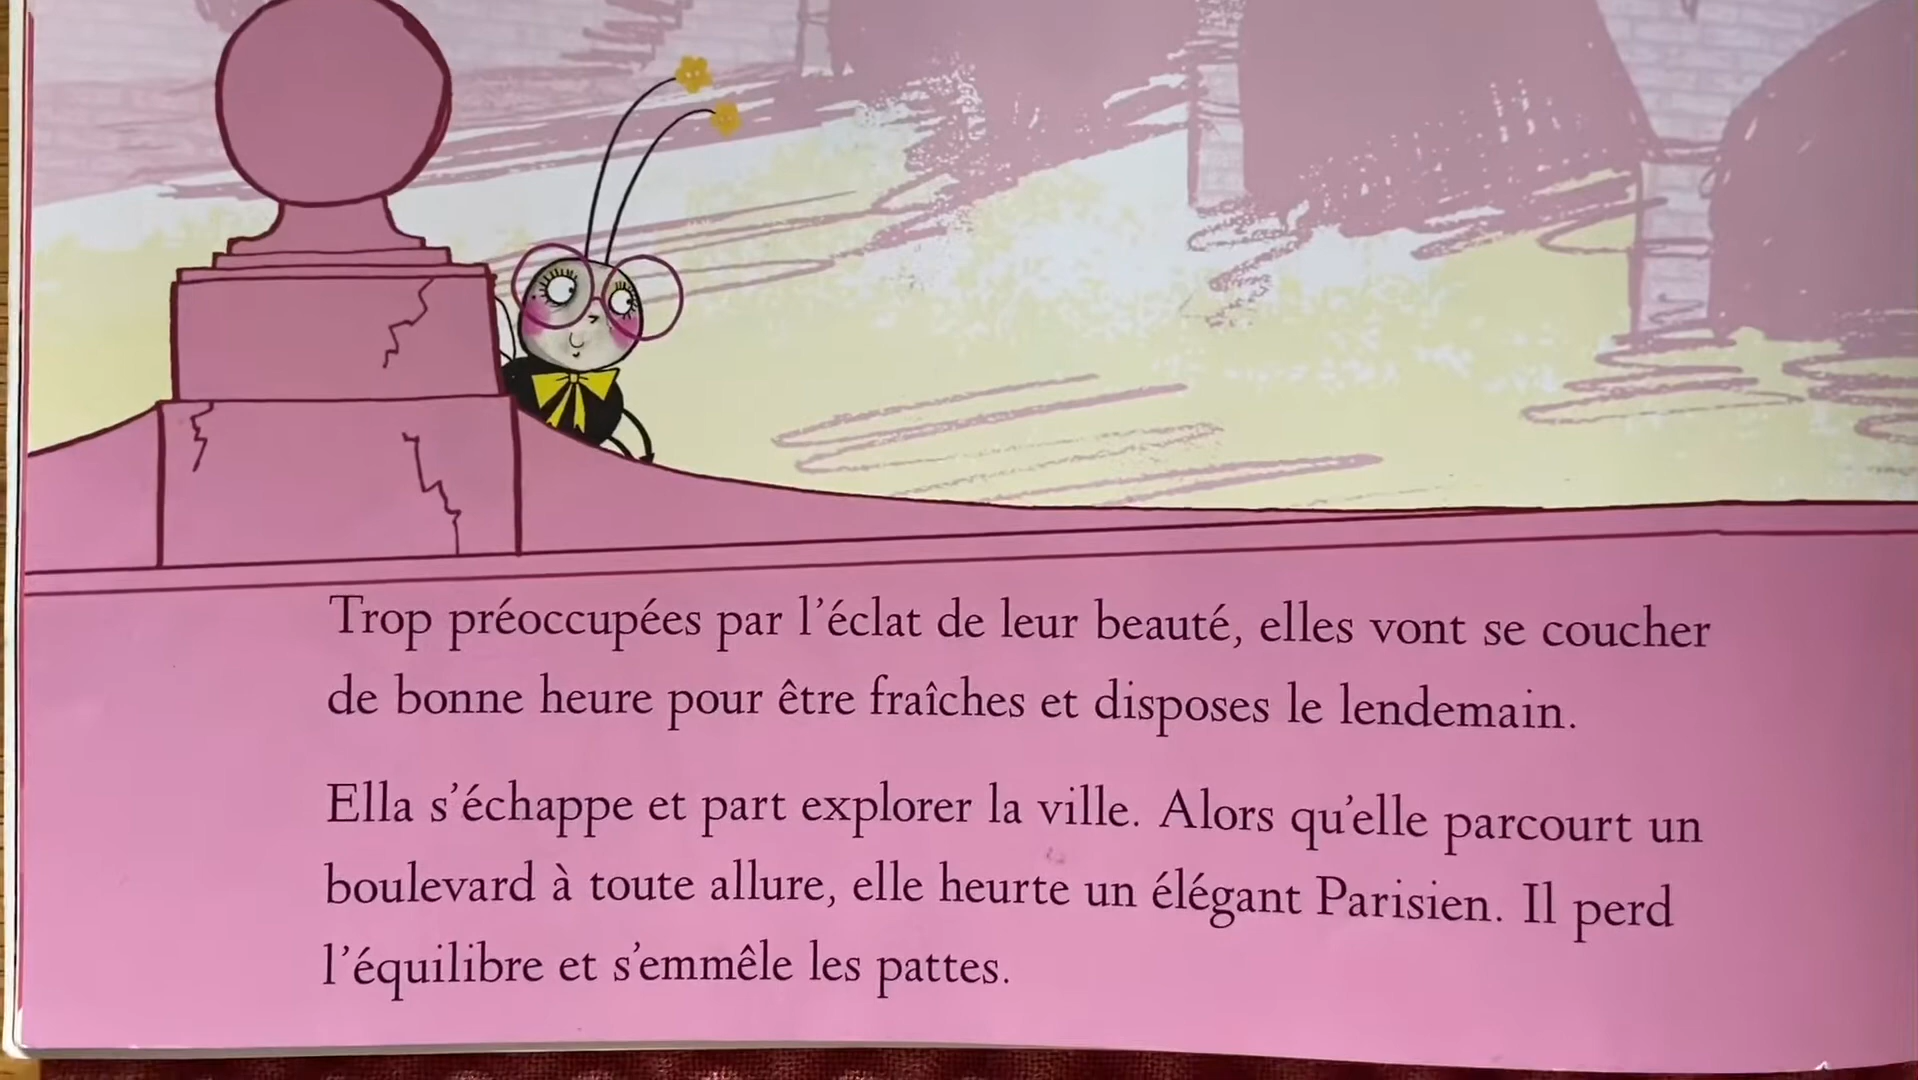 Trop préoccupées par l’éclat de leur beauté, elles vont se coucher
de bonne heure pour être fraîches et disposes le lendemain.
Ella s’échappe et part explorer la ville. Alors qu’elle parcourt un
boulevard à toute allure, elle heurte un élégant Parisien. Il perd
l’équilibre et s’emmêle les pattes.